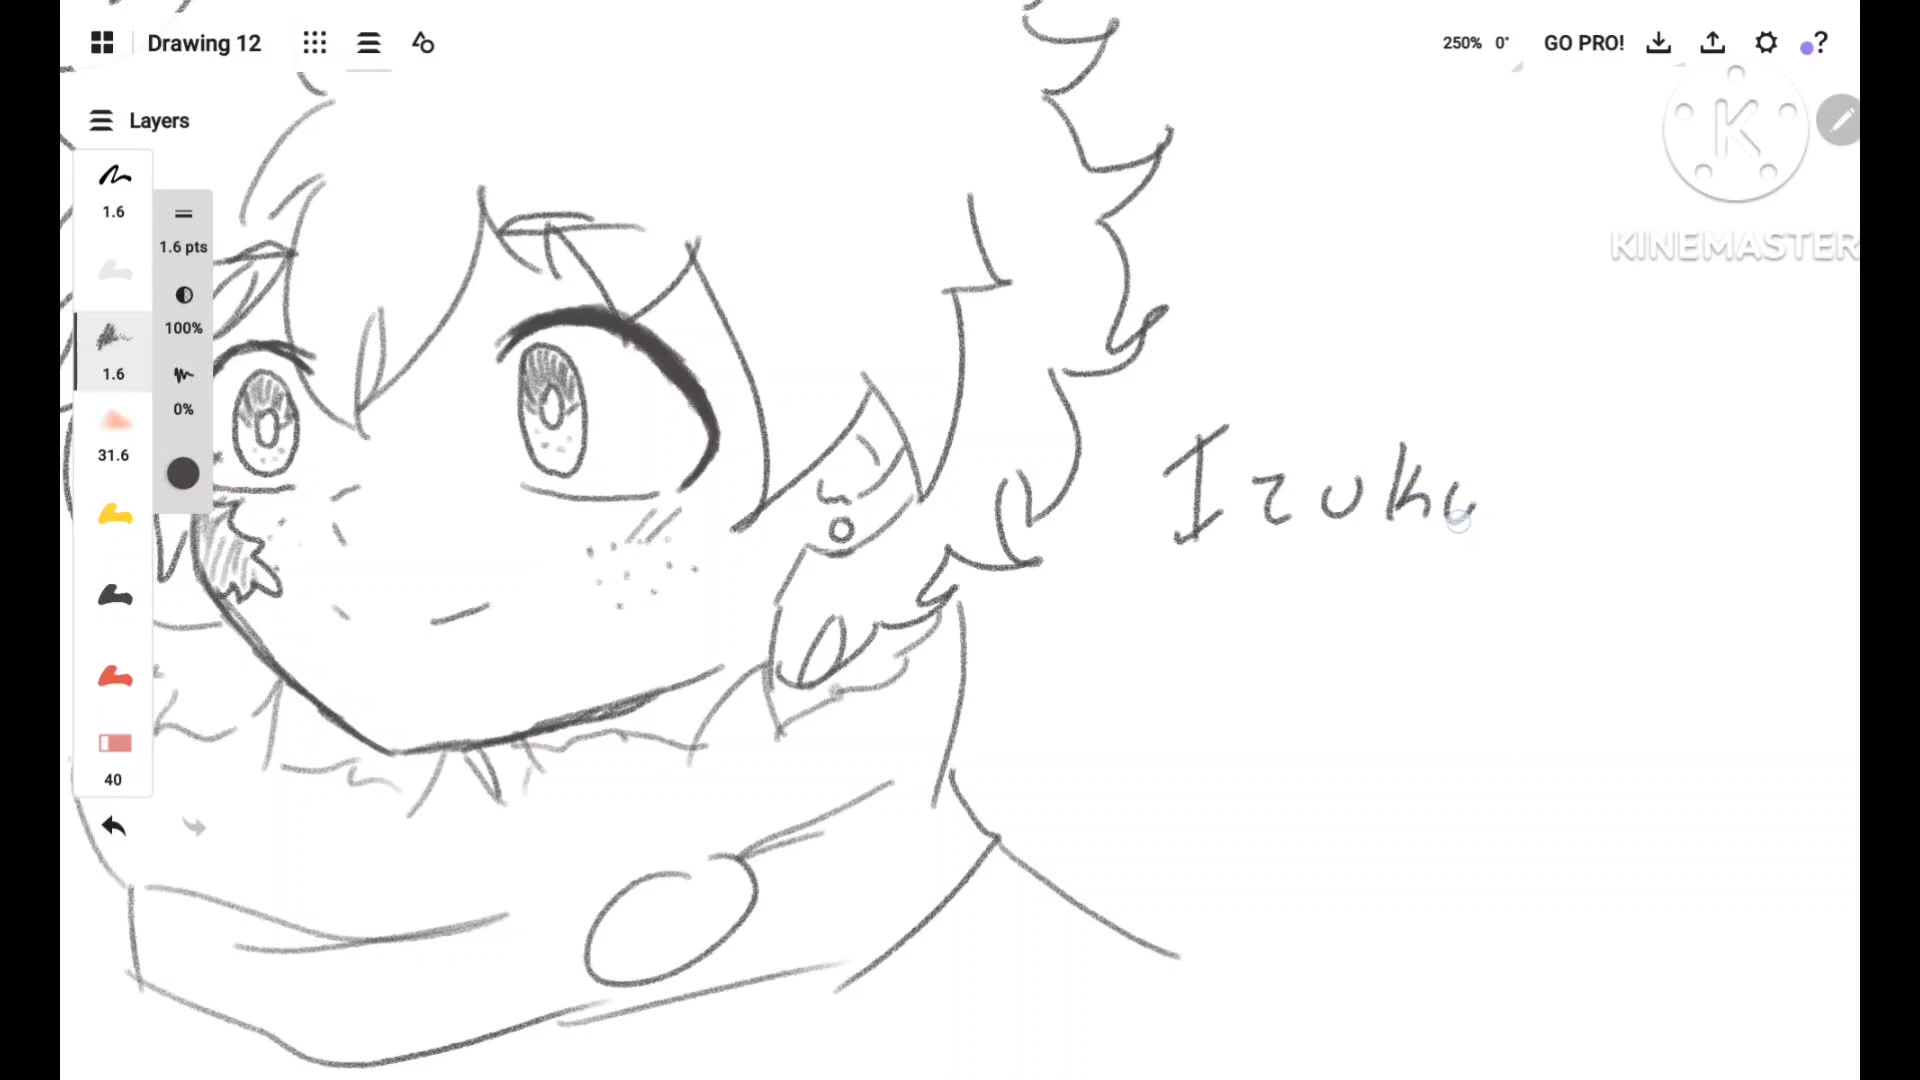 Drawing 12
250% 0°
GO PRO!
?
Layers
1.6
1.6 pts
100%
1.6
0%
31.6
40
K
KINEMASTER
Izuku